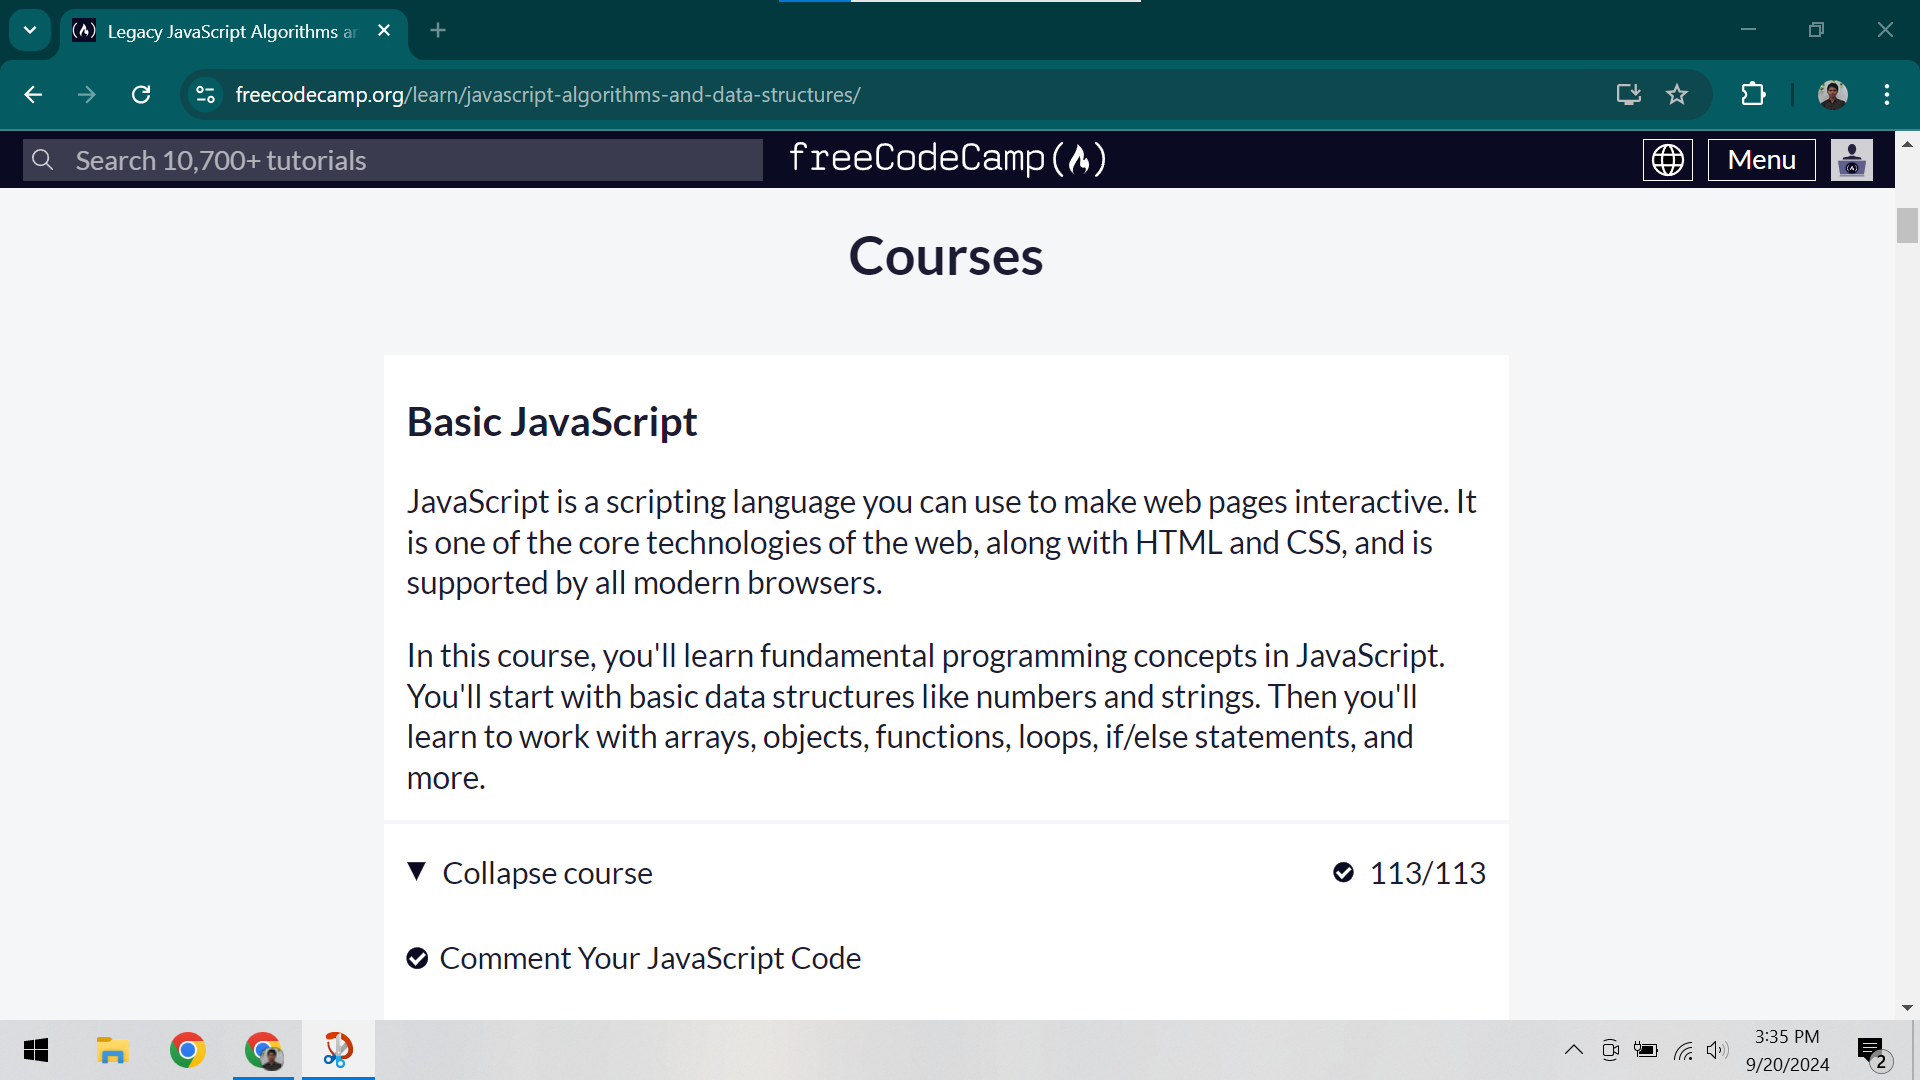 Legacy JavaScript Algorithms ar
freecodecamp.org/learn/javascript-algorithms-and-data-structures/
Search 10,700+ tutorials
freeCodeCamp
Menu
Courses
Basic JavaScript
JavaScript is a scripting language you can use to make web pages interactive. It
is one of the core technologies of the web, along with HTML and CSS, and is
supported by all modern browsers.
In this course, you'll learn fundamental programming concepts in JavaScript.
You'll start with basic data structures like numbers and strings. Then you'll
learn to work with arrays, objects, functions, loops, if/else statements, and
more.
Collapse course
113/113
Comment Your JavaScript Code
3:35 PM
9/20/2024
2